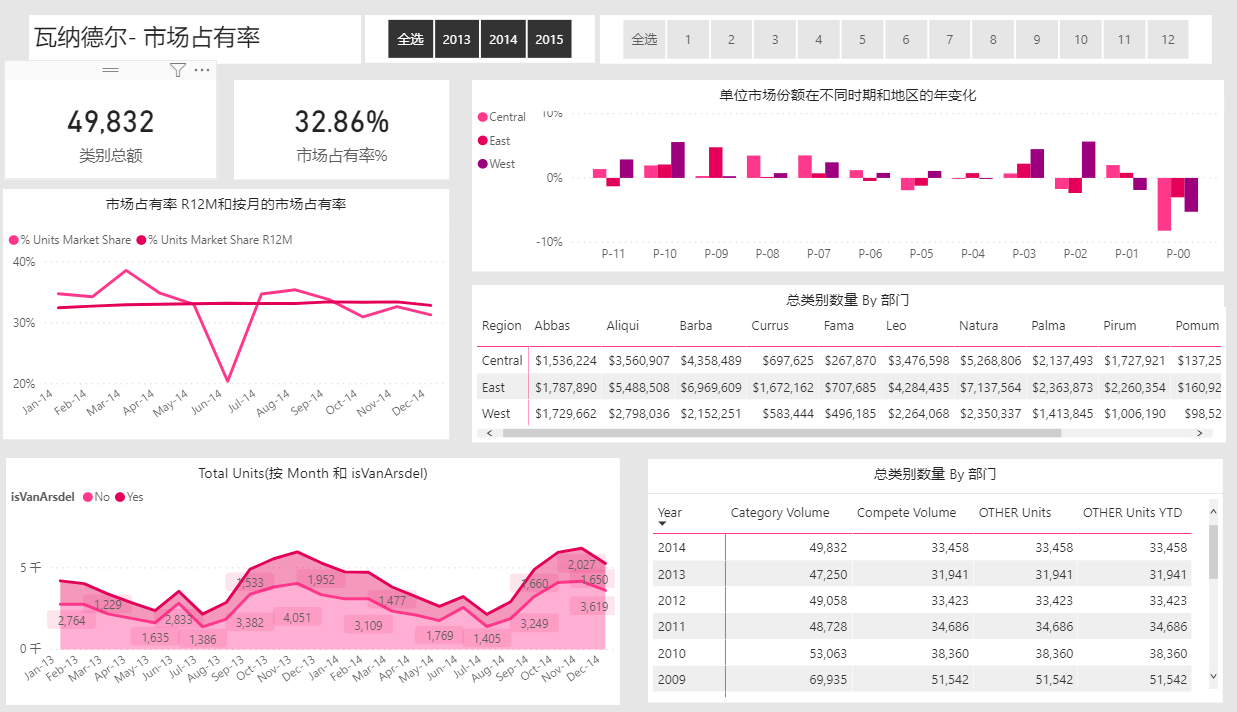 瓦纳德尔- 市场占有率
全选 2013 2014 2015
全选 1 2 3 4 5 6 7 8 9 10 11 12
49,832
类别总额
32.86%
市场占有率%
单位市场份额在不同时期和地区的年变化
Central
East
West
10%
0%
-10%
P-11 P-10 P-09 P-08 P-07 P-06 P-05 P-04 P-03 P-02 P-01 P-00
市场占有率 R12M和按月的市场占有率
% Units Market Share % Units Market Share R12M
40%
30%
20%
Jan-14 Feb-14 Mar-14 Apr-14 May-14 Jun-14 Jul-14 Aug-14 Sep-14 Oct-14 Nov-14 Dec-14
总类别数量 By 部门
Region Abbas Aliqui Barba Currus Fama Leo Natura Palma Pirum Pomum
Central $1,536,224 $3,560,907 $4,358,489 $697,625 $267,870 $3,476,598 $5,268,806 $2,137,493 $1,727,921 $137,25
East $1,787,890 $5,488,508 $6,969,609 $1,672,162 $707,685 $4,284,435 $7,137,564 $2,363,873 $2,260,354 $160,92
West $1,729,662 $2,798,036 $2,152,251 $583,444 $496,185 $2,264,068 $2,350,337 $1,413,845 $1,006,190 $98,52
Total Units(按 Month 和 isVanArsdel)
isVanArsdel No Yes
5 千
0 千
2,764 1,229 1,635 2,833 1,386 1,533 3,382 4,051 1,952 3,109 1,477 1,769 1,405 1,660 3,249 2,027 1,650 3,619
Jan-13 Feb-13 Mar-13 Apr-13 May-13 Jun-13 Jul-13 Aug-13 Sep-13 Oct-13 Nov-13 Dec-13 Jan-14 Feb-14 Mar-14 Apr-14 May-14 Jun-14 Jul-14 Aug-14 Sep-14 Oct-14 Nov-14 Dec-14
总类别数量 By 部门
Year Category Volume Compete Volume OTHER Units OTHER Units YTD
2014 49,832 33,458 33,458 33,458
2013 47,250 31,941 31,941 31,941
2012 49,058 33,423 33,423 33,423
2011 48,728 34,686 34,686 34,686
2010 53,063 38,360 38,360 38,360
2009 69,935 51,542 51,542 51,542